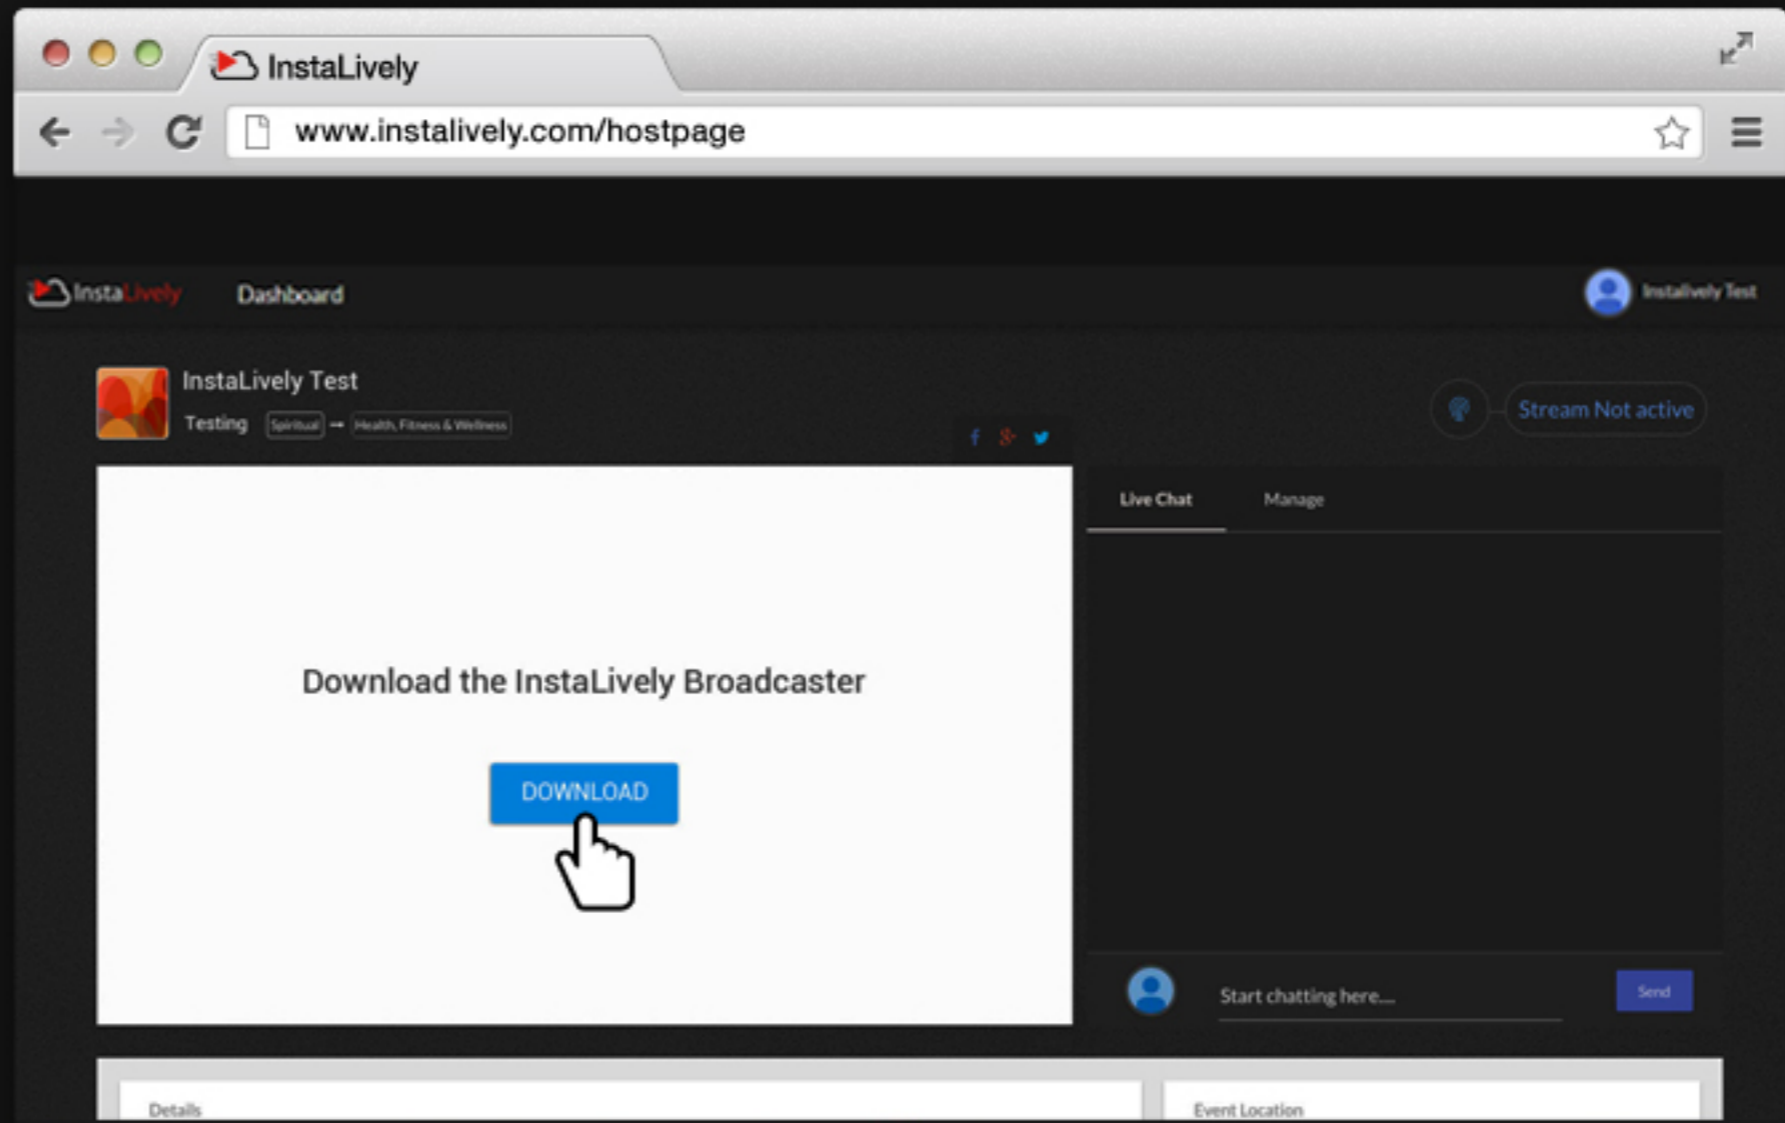 InstaLively
www.instalively.com/hostpage
InstaLively
Dashboard
Instalively Test
InstaLively Test
Testing
Spiritual → Health, Fitness & Wellness
f 8+
Stream Not active
Live Chat
Manage
Download the InstaLively Broadcaster
DOWNLOAD
Start chatting here....
Send
Details
Event Location